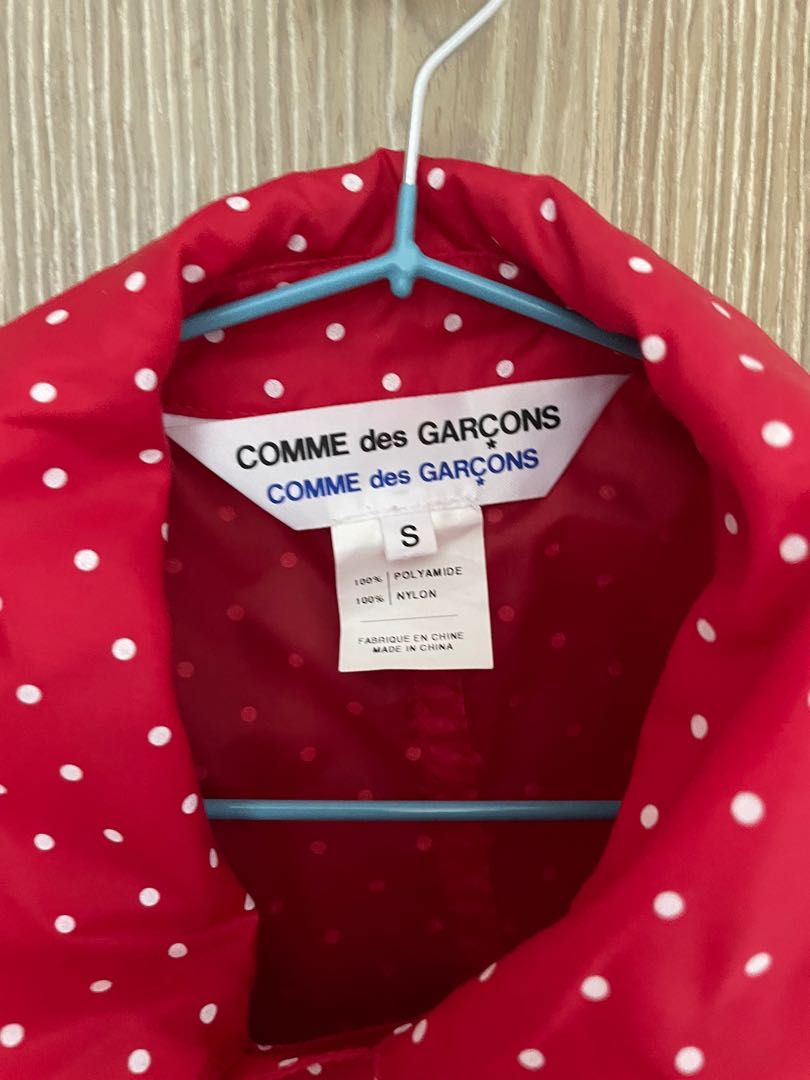 COMME des GARÇONS
COMME des GARÇONS
S
100% POLYAMIDE
100% NYLON
FABRIQUE EN CHINE
MADE IN CHINA